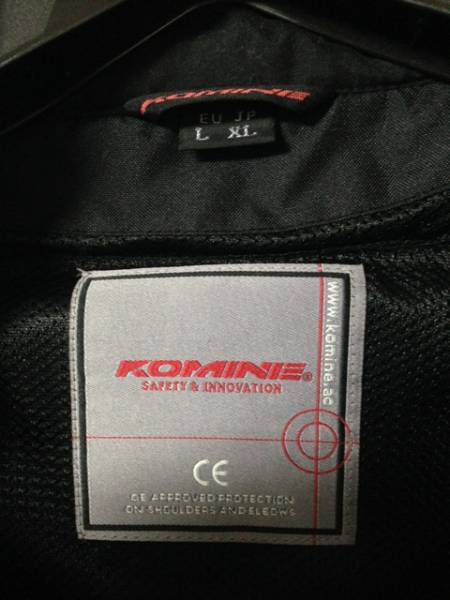 KOMINE
EU JP
L XL
www.komine.ac
KOMINE®
SAFETY & INNOVATION
CE
CE APPROVED PROTECTION
ON SHOULDERS AND ELBOWS